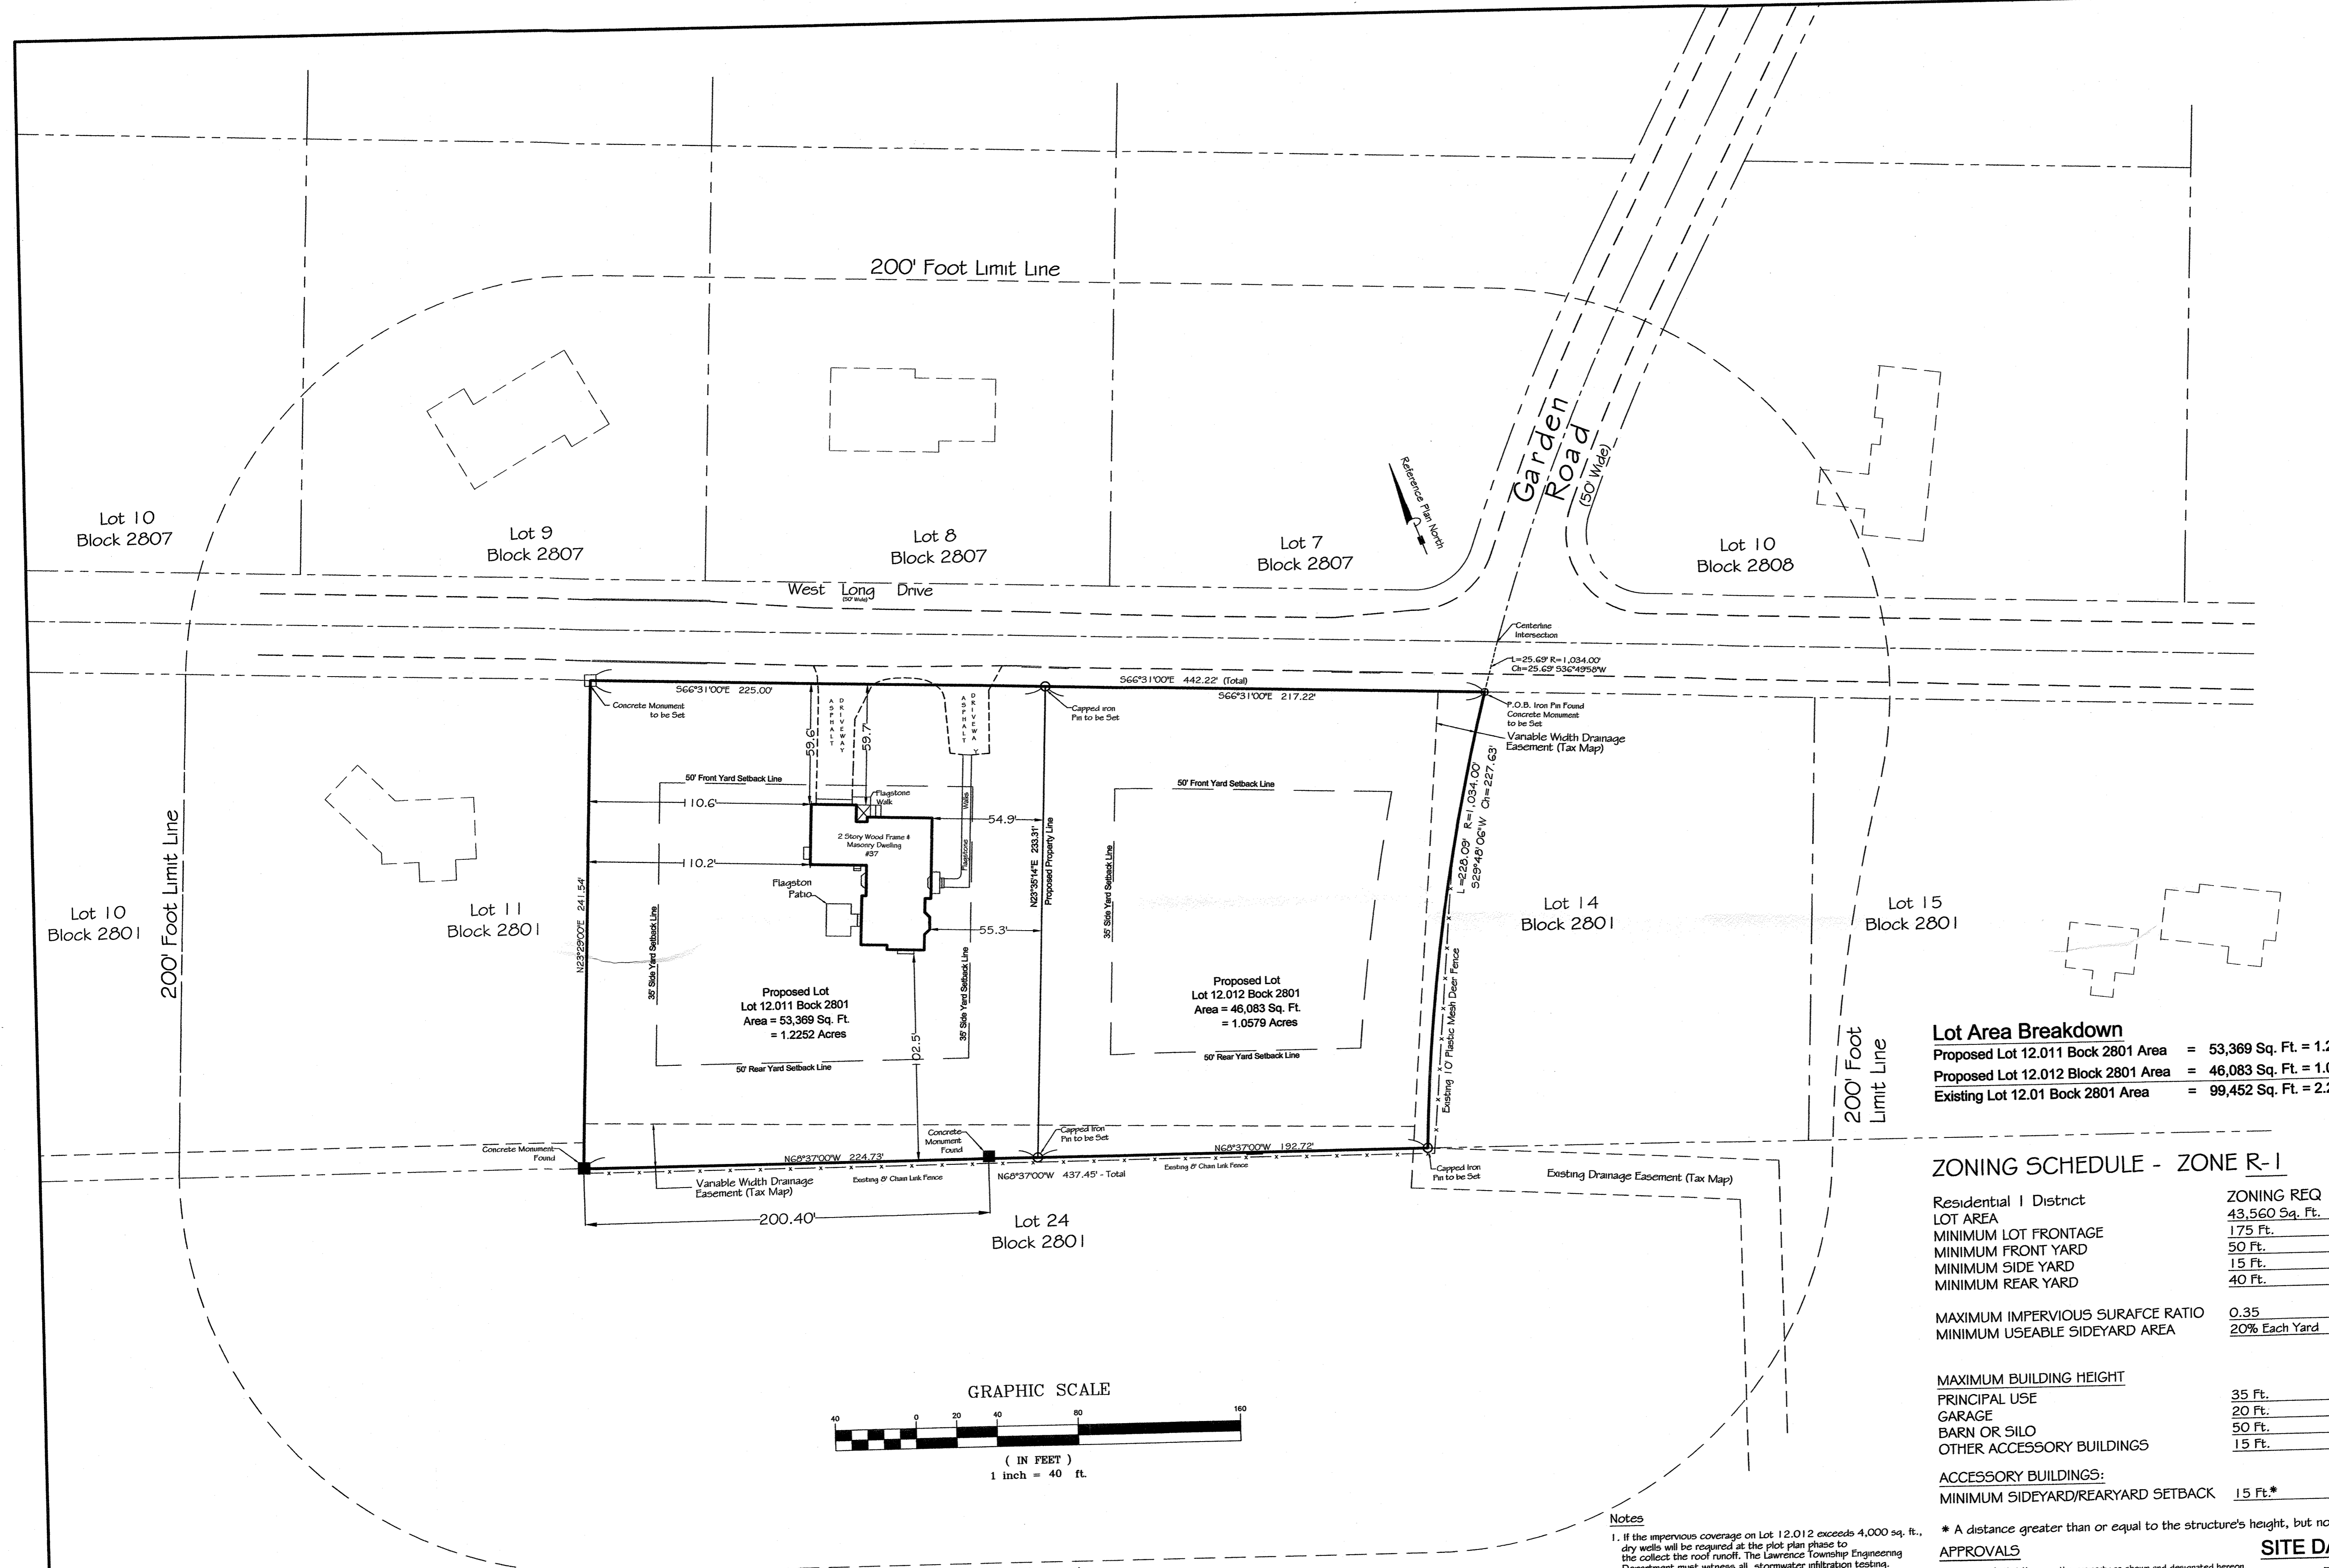 200' Foot Limit Line
Garden
Road
(50' Wide)
Reference Plan North
Lot 10
Block 2807
Lot 9
Block 2807
Lot 8
Block 2807
Lot 7
Block 2807
Lot 10
Block 2808
West Long Drive
(50' Wide)
Centerline
Intersection
L=25.69' R=1,034.00'
Ch=25.69' S36°49'58"W
S66°31'00"E 442.22' (Total)
S66°31'00"E 225.00'
S66°31'00"E 217.22'
Concrete Monument
to be Set
ASPHALT
DRIVEWAY
ASPHALT
DRIVEWAY
Capped iron
Pin to be Set
P.O.B. Iron Pin Found
Concrete Monument
to be Set
Variable Width Drainage
Easement (Tax Map)
59.6'
59.7'
50' Front Yard Setback Line
50' Front Yard Setback Line
110.6'
Flagstone
Walk
Walks
Flagstone
54.9'
2 Story Wood Frame &
Masonry Dwelling
#37
110.2'
Flagston
Patio
N23°35'14"E 233.31'
Proposed Property Line
35' Side Yard Setback Line
L=228.09' R=1,034.00'
S29°48'06"W Ch=227.63'
200' Foot Limit Line
Lot 10
Block 2801
Lot 11
Block 2801
N23°29'00"E 241.54'
35' Side Yard Setback Line
55.3'
35' Side Yard Setback Line
Lot 14
Block 2801
Lot 15
Block 2801
Existing 10' Plastic Mesh Deer Fence
Proposed Lot
Lot 12.011 Bock 2801
Area = 53,369 Sq. Ft.
= 1.2252 Acres
Proposed Lot
Lot 12.012 Bock 2801
Area = 46,083 Sq. Ft.
= 1.0579 Acres
102.5'
50' Rear Yard Setback Line
50' Rear Yard Setback Line
200' Foot
Limit Line
Concrete Monument
Found
Concrete
Monument
Found
Capped Iron
Pin to be Set
N68°37'00"W 224.73'
N68°37'00"W 192.72'
Variable Width Drainage
Easement (Tax Map)
Existing 8' Chain Link Fence
N68°37'00"W 437.45' - Total
Existing 8' Chain Link Fence
Capped Iron
Pin to be Set
Existing Drainage Easement (Tax Map)
200.40'
Lot 24
Block 2801
GRAPHIC SCALE
40 0 20 40 80 160
( IN FEET )
1 inch = 40 ft.
Lot Area Breakdown
Proposed Lot 12.011 Bock 2801 Area = 53,369 Sq. Ft. = 1.2
Proposed Lot 12.012 Block 2801 Area = 46,083 Sq. Ft. = 1.0
Existing Lot 12.01 Bock 2801 Area = 99,452 Sq. Ft. = 2.2
ZONING SCHEDULE - ZONE R-1
Residential 1 District ZONING REQ
LOT AREA 43,560 Sq. Ft.
MINIMUM LOT FRONTAGE 175 Ft.
MINIMUM FRONT YARD 50 Ft.
MINIMUM SIDE YARD 15 Ft.
MINIMUM REAR YARD 40 Ft.
MAXIMUM IMPERVIOUS SURAFCE RATIO 0.35
MINIMUM USEABLE SIDEYARD AREA 20% Each Yard
MAXIMUM BUILDING HEIGHT
PRINCIPAL USE 35 Ft.
GARAGE 20 Ft.
BARN OR SILO 50 Ft.
OTHER ACCESSORY BUILDINGS 15 Ft.
ACCESSORY BUILDINGS:
MINIMUM SIDEYARD/REARYARD SETBACK 15 Ft.*
* A distance greater than or equal to the structure's height, but no
APPROVALS
SITE DA
Notes
1. If the impervious coverage on Lot 12.012 exceeds 4,000 sq. ft.,
dry wells will be required at the plot plan phase to
the collect the roof runoff. The Lawrence Township Engineering
Department must witness all stormwater infiltration testing.